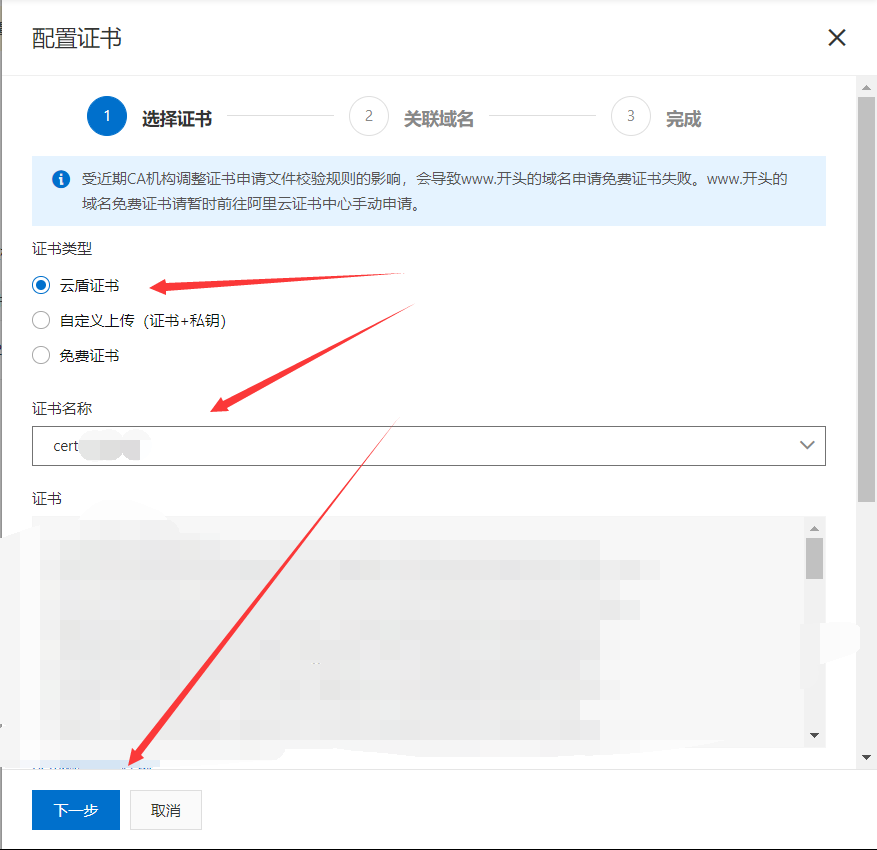 配置证书
1 选择证书 2 关联域名 3 完成
受近期CA机构调整证书申请文件校验规则的影响，会导致www.开头的域名申请免费证书失败。www.开头的
域名免费证书请暂时前往阿里云证书中心手动申请。
证书类型
云盾证书
自定义上传（证书+私钥）
免费证书
证书名称
cert
证书
下一步 取消